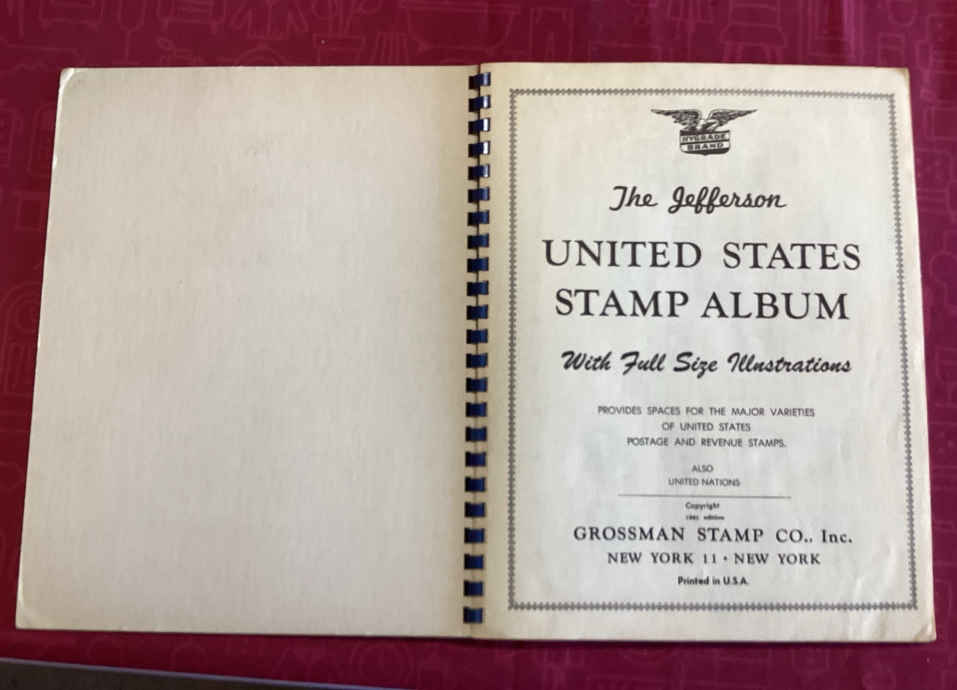 HYGRADE
BRAND
The Jefferson
UNITED STATES
STAMP ALBUM
With Full Size Illustrations
PROVIDES SPACES FOR THE MAJOR VARIETIES
OF UNITED STATES
POSTAGE AND REVENUE STAMPS.
ALSO
UNITED NATIONS
Copyright
edition
GROSSMAN STAMP CO., Inc.
NEW YORK 11 • NEW YORK
Printed in U.S.A.